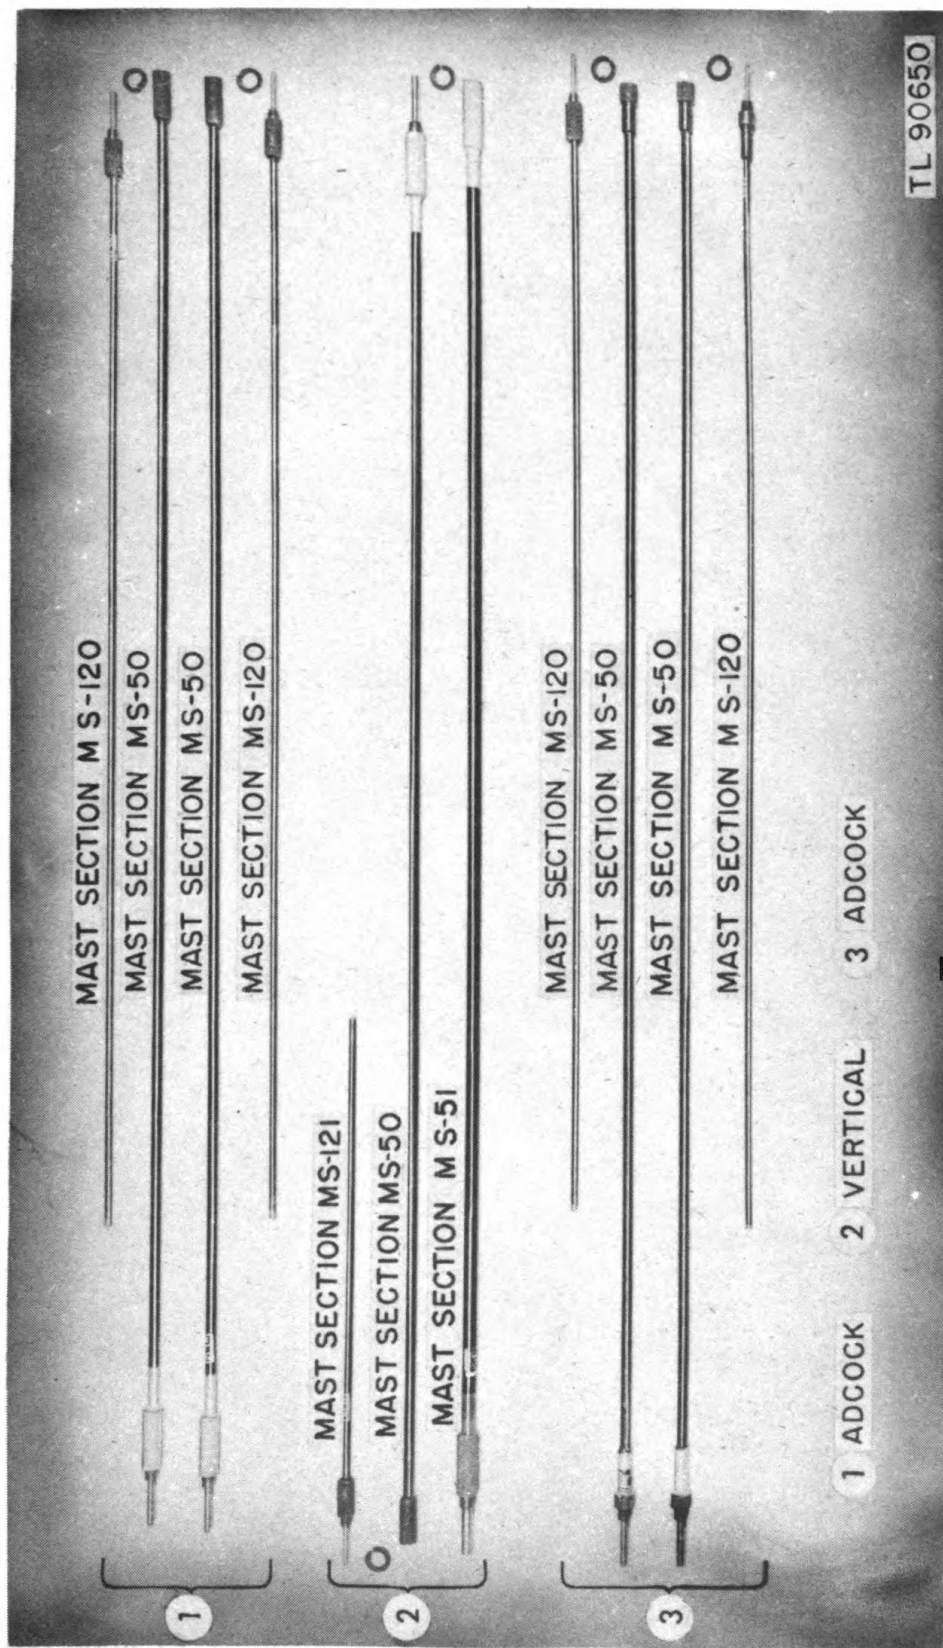 MAST SECTION MS-120
MAST SECTION MS-50
MAST SECTION MS-50
MAST SECTION MS-120
1
MAST SECTION MS-121
MAST SECTION MS-50
MAST SECTION MS-51
2
MAST SECTION, MS-120
MAST SECTION MS-50
MAST SECTION MS-50
MAST SECTION MS-120
3
1 ADCOCK 2 VERTICAL 3 ADCOCK
TL 90650